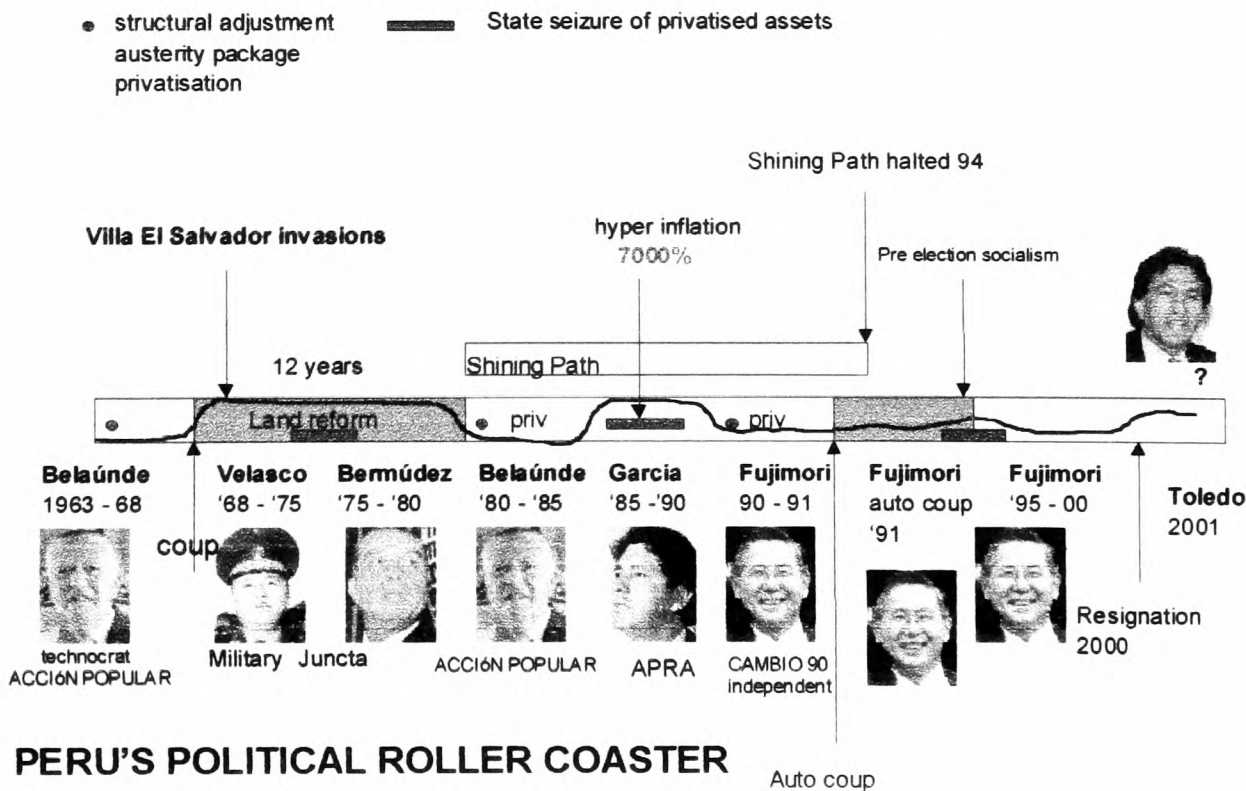 structural adjustment
austerity package
privatisation
State seizure of privatised assets
Shining Path halted 94
Villa El Salvador invasions
hyper inflation
7000%
Pre election socialism
?
12 years
Shining Path
Land reform
priv
priv
Belaúnde
1963 - 68
Velasco
'68 - '75
Bermúdez
'75 - '80
Belaúnde
'80 - '85
Garcia
'85 -'90
Fujimori
90 - 91
Fujimori
auto coup
'91
Fujimori
'95 - 00
Toledo
2001
coup
Resignation
2000
technocrat
ACCIóN POPULAR
Military Juncta
ACCIóN POPULAR
APRA
CAMBIO 90
independent
PERU'S POLITICAL ROLLER COASTER
Auto coup